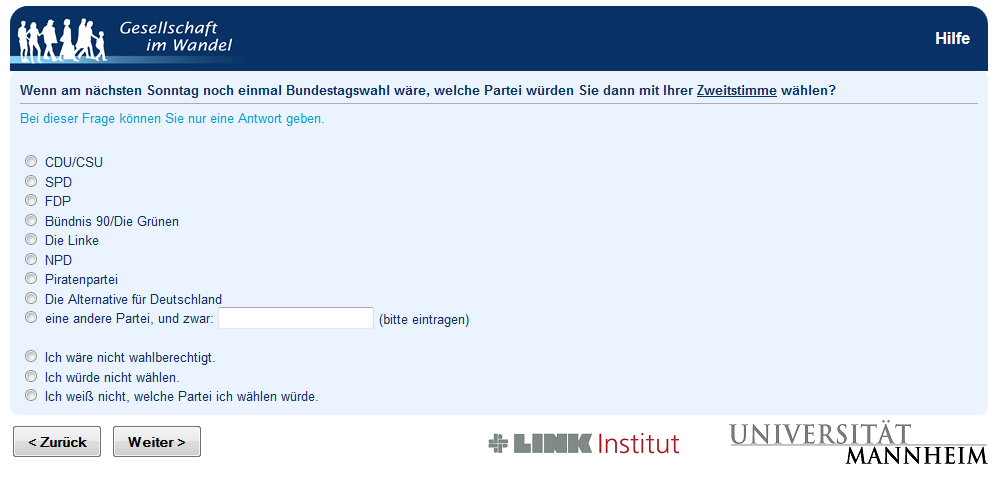 Gesellschaft
im Wandel
Hilfe
Wenn am nächsten Sonntag noch einmal Bundestagswahl wäre, welche Partei würden Sie dann mit Ihrer Zweitstimme wählen?
Bei dieser Frage können Sie nur eine Antwort geben.
CDU/CSU
SPD
FDP
Bündnis 90/Die Grünen
Die Linke
NPD
Piratenpartei
Die Alternative für Deutschland
eine andere Partei, und zwar: (bitte eintragen)
Ich wäre nicht wahlberechtigt.
Ich würde nicht wählen.
Ich weiß nicht, welche Partei ich wählen würde.
< Zurück Weiter >
LINK Institut
UNIVERSITÄT
MANNHEIM